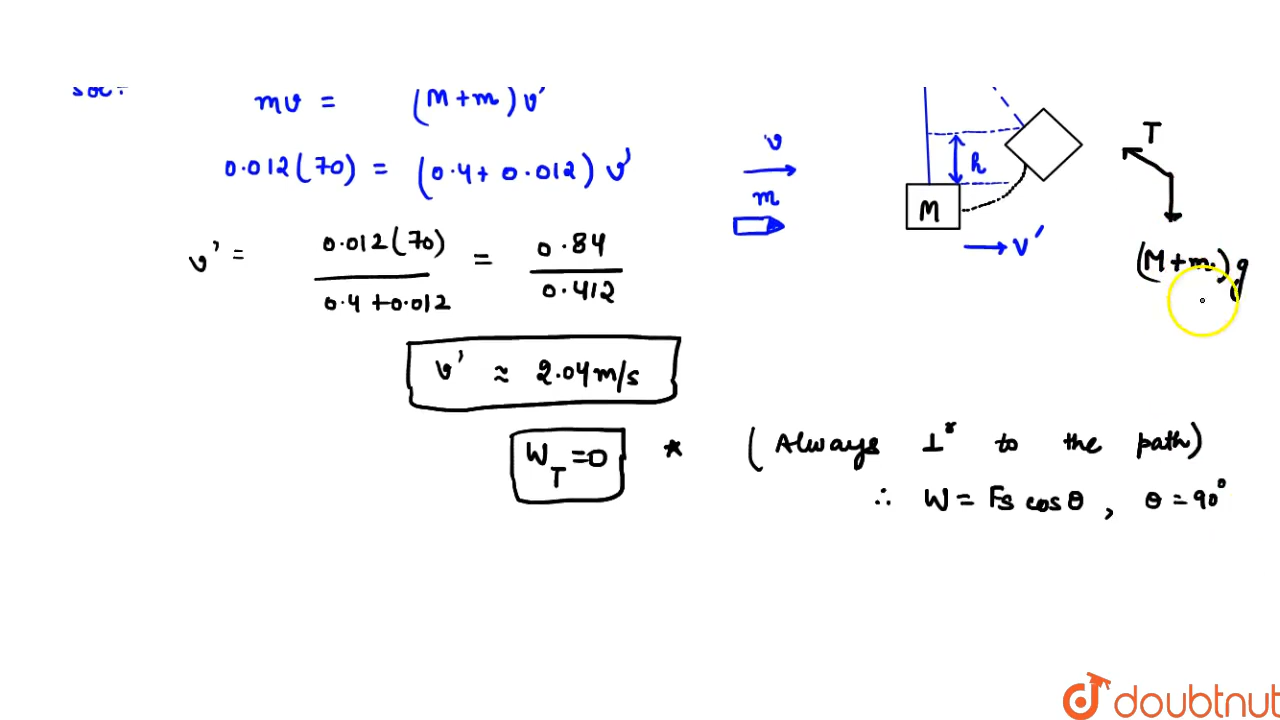 mv = (M+m)v'
0.012(70) = (0.4+0.012)v'
v' = 0.012(70) / 0.4+0.012 = 0.84 / 0.412
v' ≈ 2.04m/s
W_T=0 * (Always ⊥r to the path)
∴ W = Fs cosθ, θ=90°
v
m
M
h
v'
T
(M+m)g
doubtnut